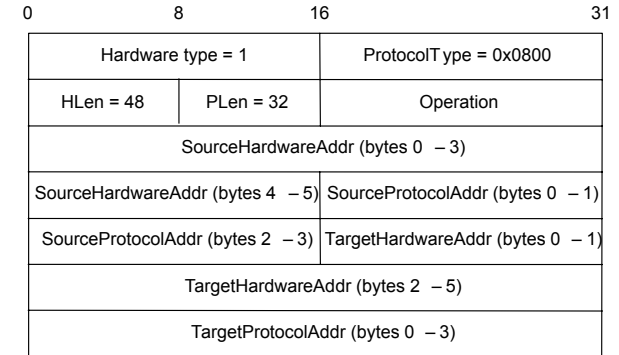 0 8 16 31
Hardware type = 1 ProtocolType = 0x0800
HLen = 48 PLen = 32 Operation
SourceHardwareAddr (bytes 0 – 3)
SourceHardwareAddr (bytes 4 – 5) SourceProtocolAddr (bytes 0 – 1)
SourceProtocolAddr (bytes 2 – 3) TargetHardwareAddr (bytes 0 – 1)
TargetHardwareAddr (bytes 2 – 5)
TargetProtocolAddr (bytes 0 – 3)